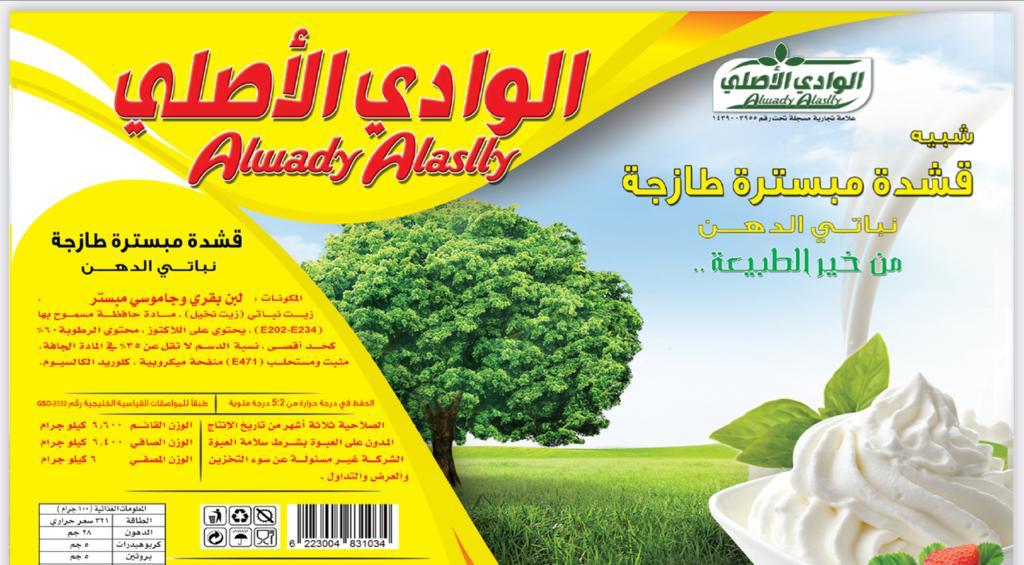 الوادي الأصلي
Alwady Alaslly
الوادي الأصلي
Alwady Alaslly
علامة تجارية مسجلة تحت رقم ١٤٣٩٠٠٣٩٥٥
شبيه
قشدة مبسترة طازجة
نباتي الدهن
من خير الطبيعة ..
قشدة مبسترة طازجة
نباتي الدهن
المكونات : لبن بقري وجاموسي مبستر ،
زيت نباتي (زيت نخيل) ، مادة حافظة مسموح بها
(E202-E234) ، يحتوي على اللاكتوز ، محتوي الرطوبة ٦٠٪
كحد أقصى ، نسبة الدسم لا تقل عن ٣٥٪ في المادة الجافة،
مثبت ومستحلب (E471) منفحة ميكروبية ، كلوريد الكالسيوم.
الحفظ في درجة حرارة من 5:2 درجة مئوية
طبقاً للمواصفات القياسية الخليجية رقم GSO-2332
الصلاحية ثلاثة أشهر من تاريخ الإنتاج
المدون على العبوة بشرط سلامة العبوة
الشركة غير مسئولة عن سوء التخزين
والعرض والتداول .
الوزن القائم ٦,٦٠٠ كيلو جرام
الوزن الصافي ٦,٤٠٠ كيلو جرام
الوزن المصفي ٦ كيلو جرام
المعلومات الغذائية (١٠٠ جرام)
الطاقة ٣٢١ سعر حراري
الدهون ٢٨ جم
كربوهيدرات ٥ جم
بروتين ٥ جم
6 223004 831034